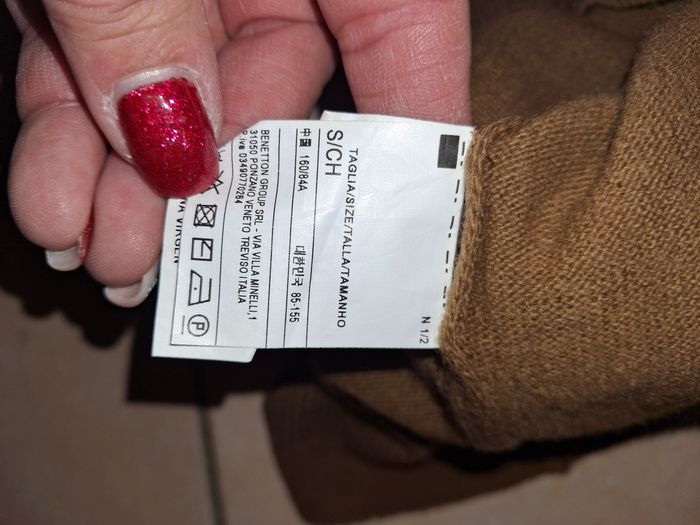 N 1/2
TAGLIA/SIZE/TALLA/TAMANHO
S/CH
中国 160/84A
대한민국 85-155
BENETTON GROUP SRL - VIA VILLA MINELLI,1
31050 PONZANO VENETO TREVISO ITALIA
P.iva 03490770264
P
VIRGEN